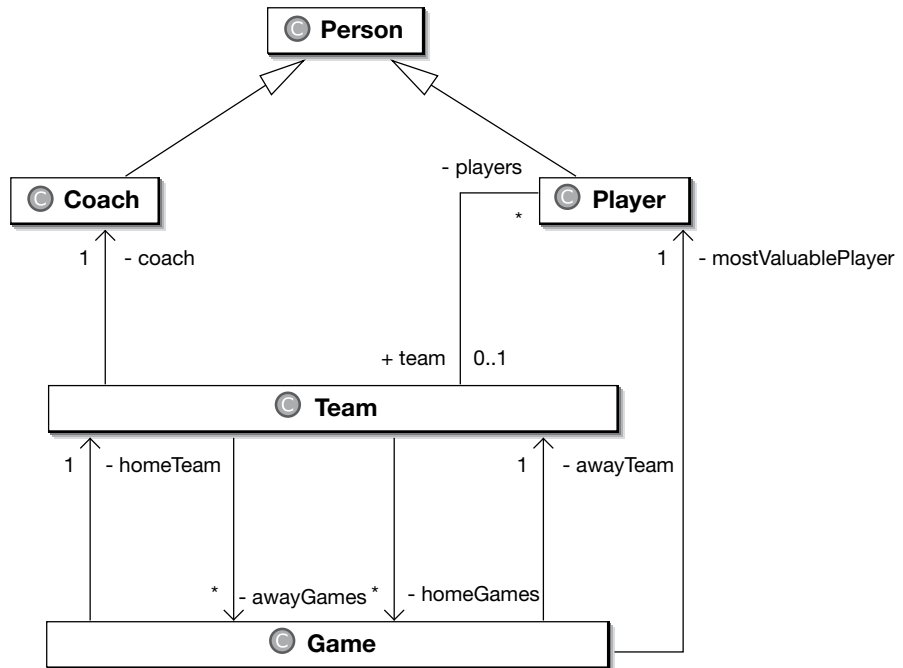 C Person
- players
C Coach
C Player
*
1 - coach
1 - mostValuablePlayer
+ team 0..1
C Team
1 - homeTeam
1 - awayTeam
* - awayGames
* - homeGames
C Game